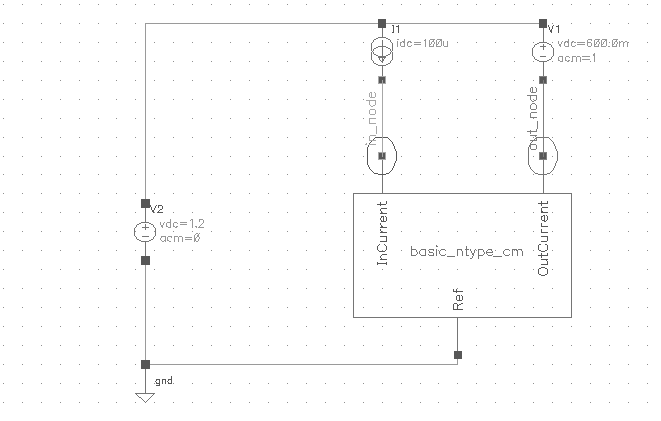 I1
idc=100u
V1
vdc=600.0m
acm=1
in_node
out_node
V2
vdc=1.2
acm=0
InCurrent
OutCurrent
basic_ntype_cm
Ref
gnd